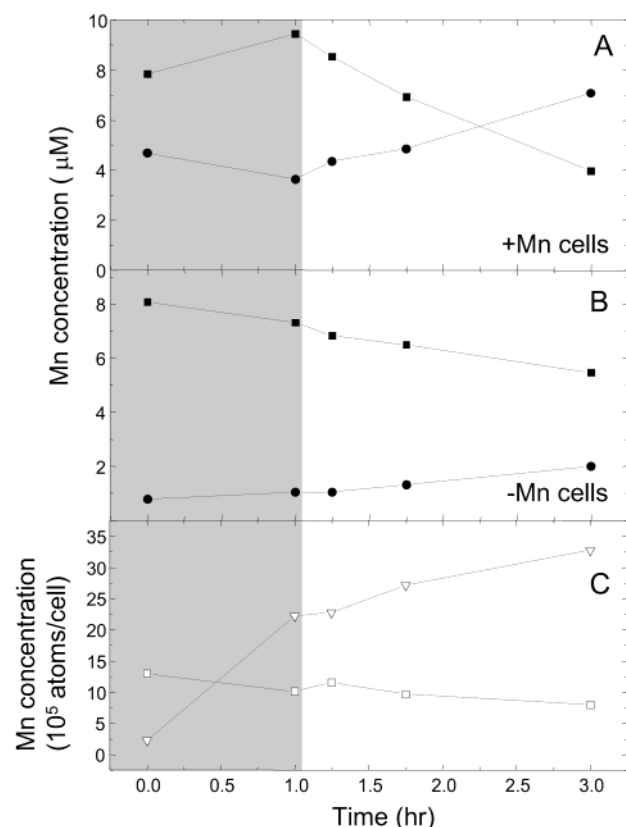 10
A
8
6
4
2
+Mn cells
0
Mn concentration ( μM)
B
8
6
4
2
-Mn cells
35
C
30
25
20
15
10
5
0
Mn concentration
(10⁵ atoms/cell)
0.0 0.5 1.0 1.5 2.0 2.5 3.0
Time (hr)